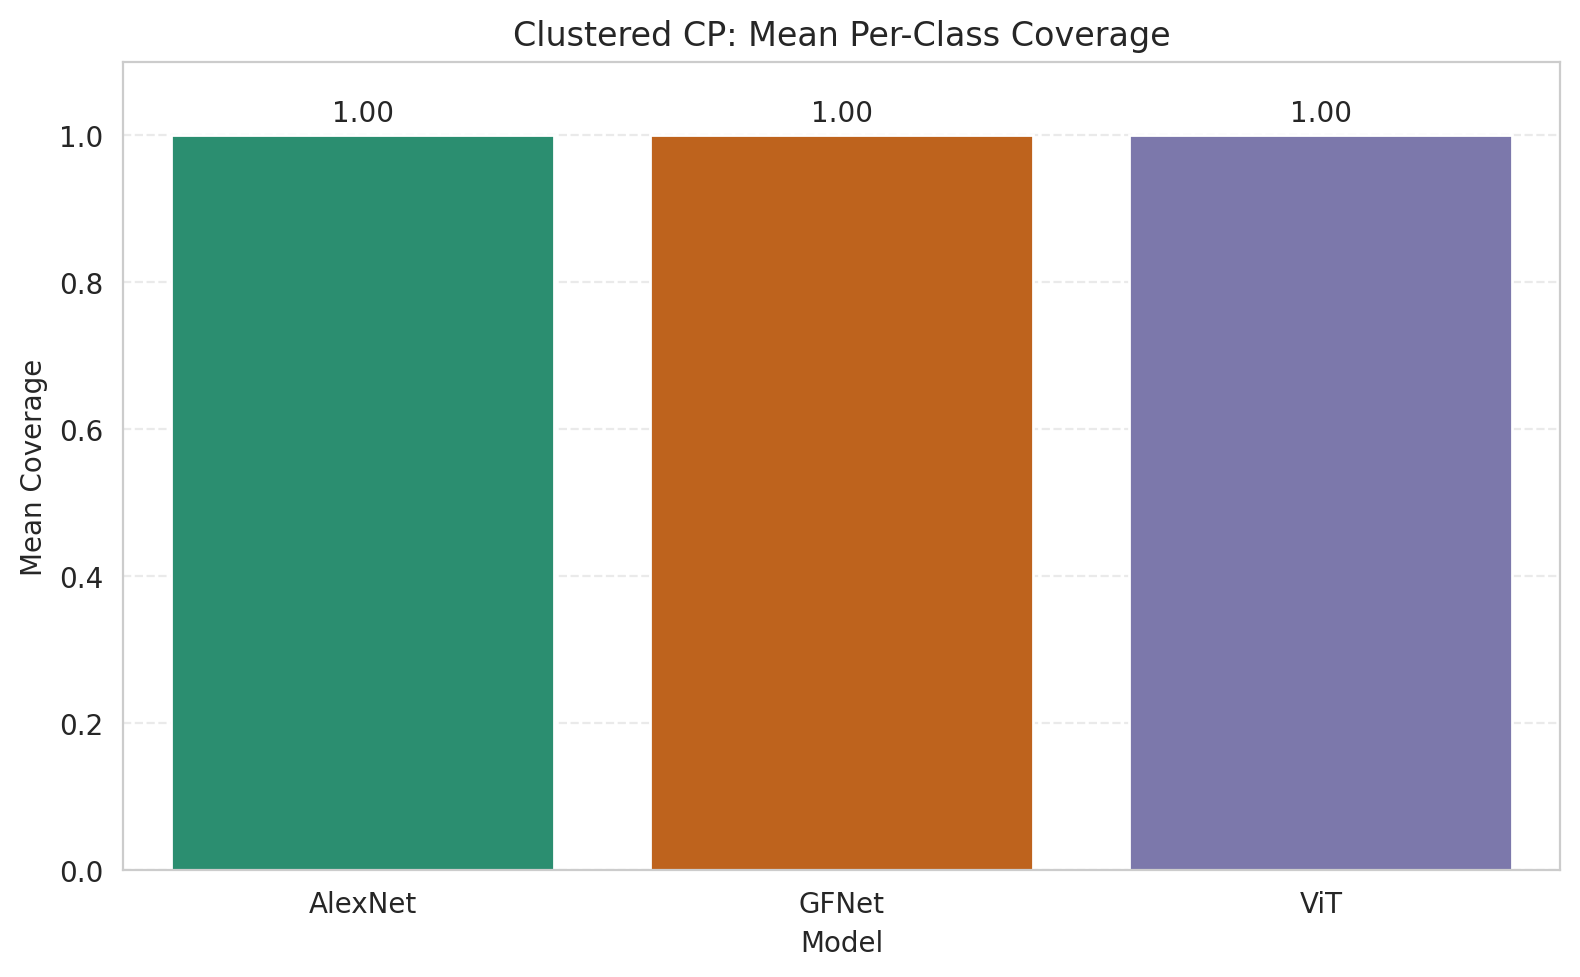 Clustered CP: Mean Per-Class Coverage
1.00 1.00 1.00
1.0
0.8
0.6
0.4
0.2
0.0
Mean Coverage
AlexNet GFNet ViT
Model